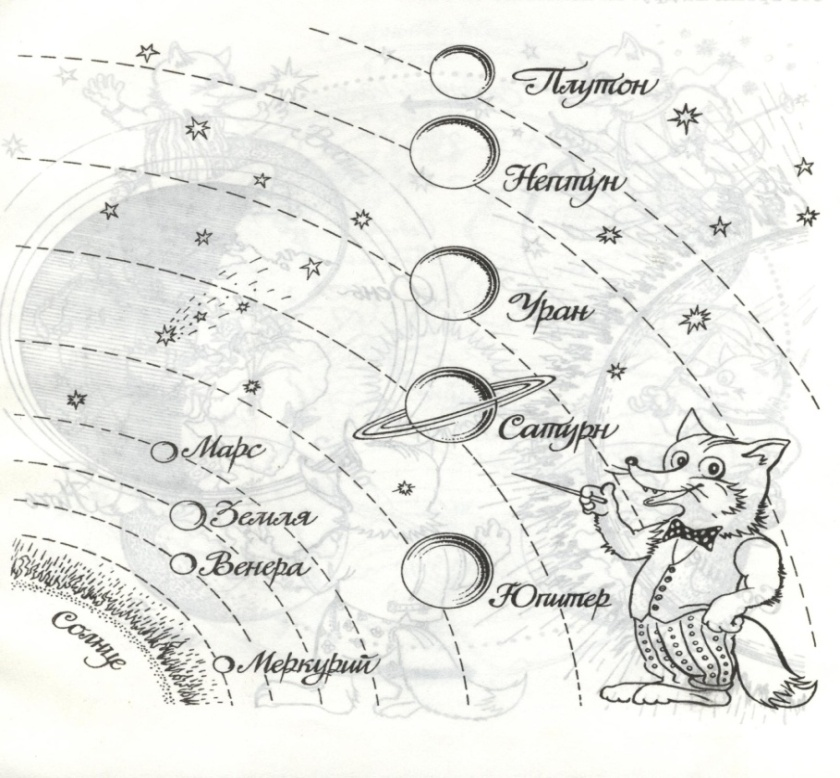 Плутон
Нептун
Уран
Сатурн
Марс
Земля
Венера
Юпитер
Солнце
Меркурий